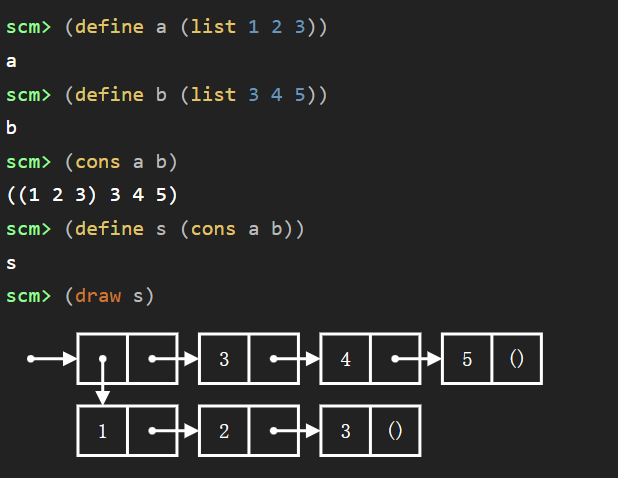 scm> (define a (list 1 2 3))
a
scm> (define b (list 3 4 5))
b
scm> (cons a b)
((1 2 3) 3 4 5)
scm> (define s (cons a b))
s
scm> (draw s)
3 4 5 ()
1 2 3 ()